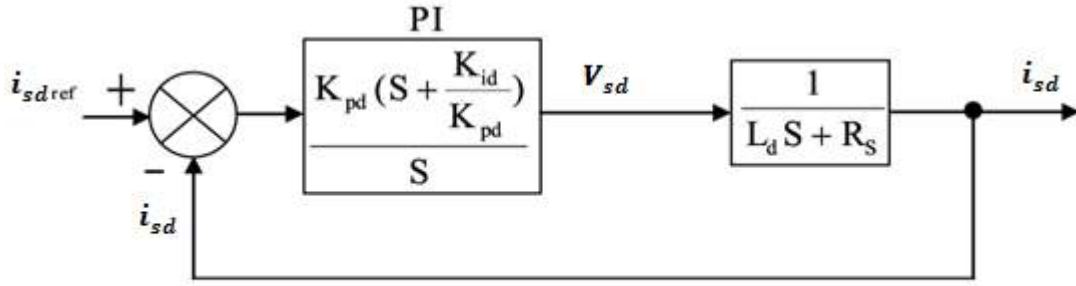 PI
i_sd ref
+
K_pd (S + K_id / K_pd)
S
V_sd
1
L_d S + R_S
i_sd
−
i_sd